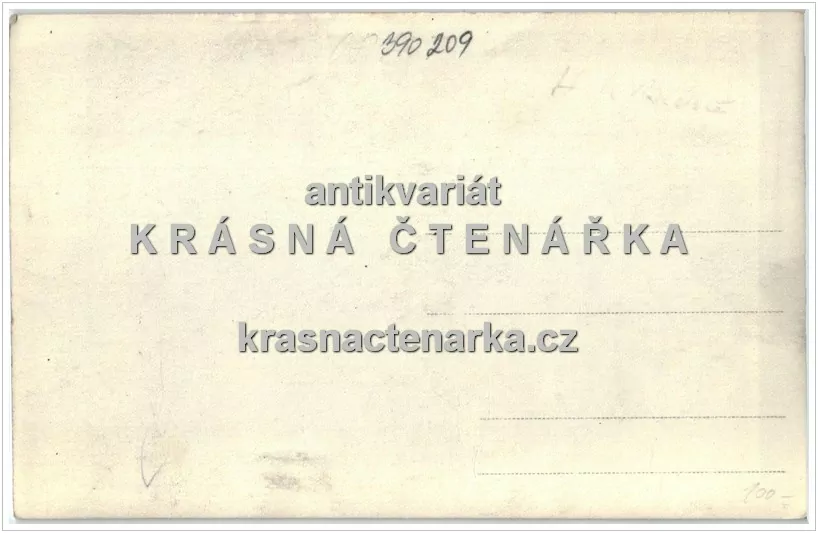 390 209
antikvariát
KRÁSNÁ ČTENÁŘKA
krasnactenarka.cz
100-